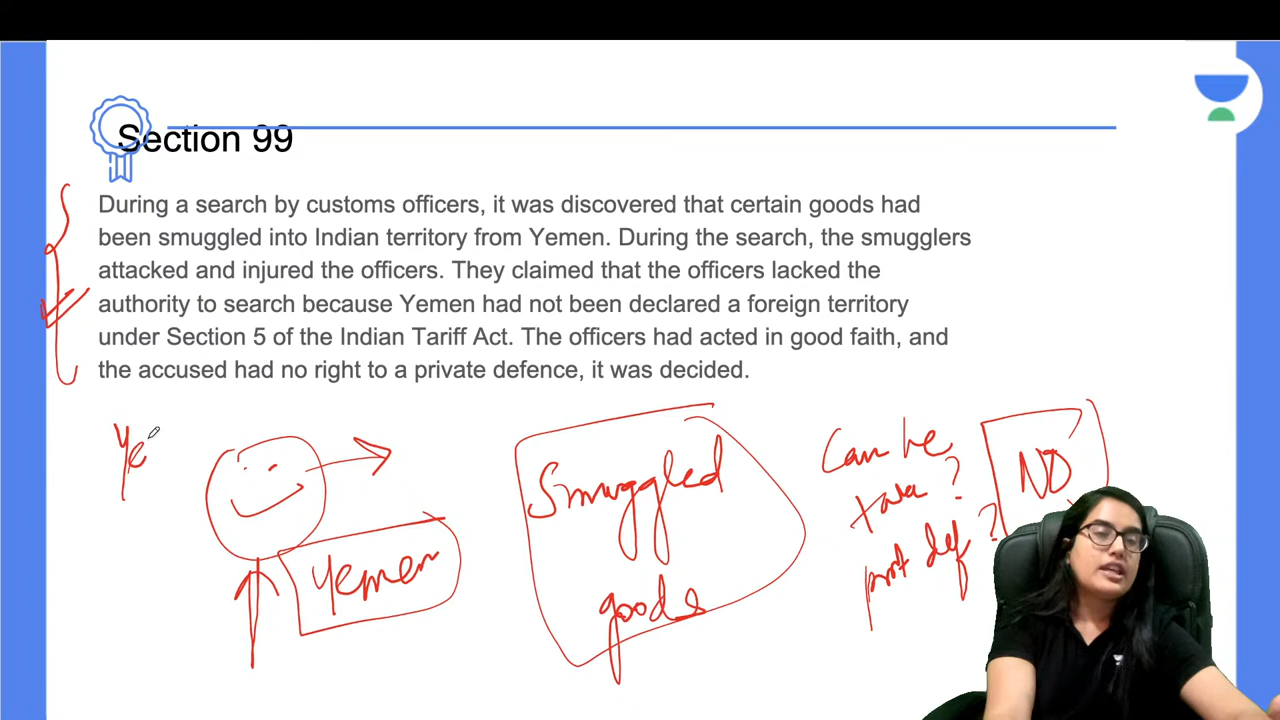 Section 99
During a search by customs officers, it was discovered that certain goods had
been smuggled into Indian territory from Yemen. During the search, the smugglers
attacked and injured the officers. They claimed that the officers lacked the
authority to search because Yemen had not been declared a foreign territory
under Section 5 of the Indian Tariff Act. The officers had acted in good faith, and
the accused had no right to a private defence, it was decided.
Ye
Yemen
Smuggled
goods
Can he
?
def ?
NO